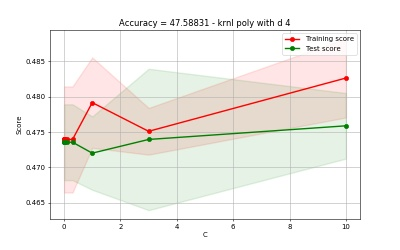 Accuracy = 47.58831 - krnl poly with d 4
Training score
Test score
0.485
0.480
0.475
0.470
0.465
Score
0 2 4 6 8 10
C